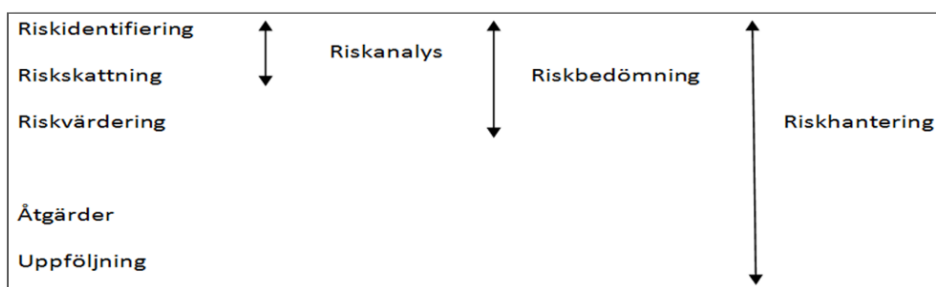 Riskidentifiering
Riskanalys
Riskskattning
Riskbedömning
Riskvärdering
Riskhantering
Åtgärder
Uppföljning